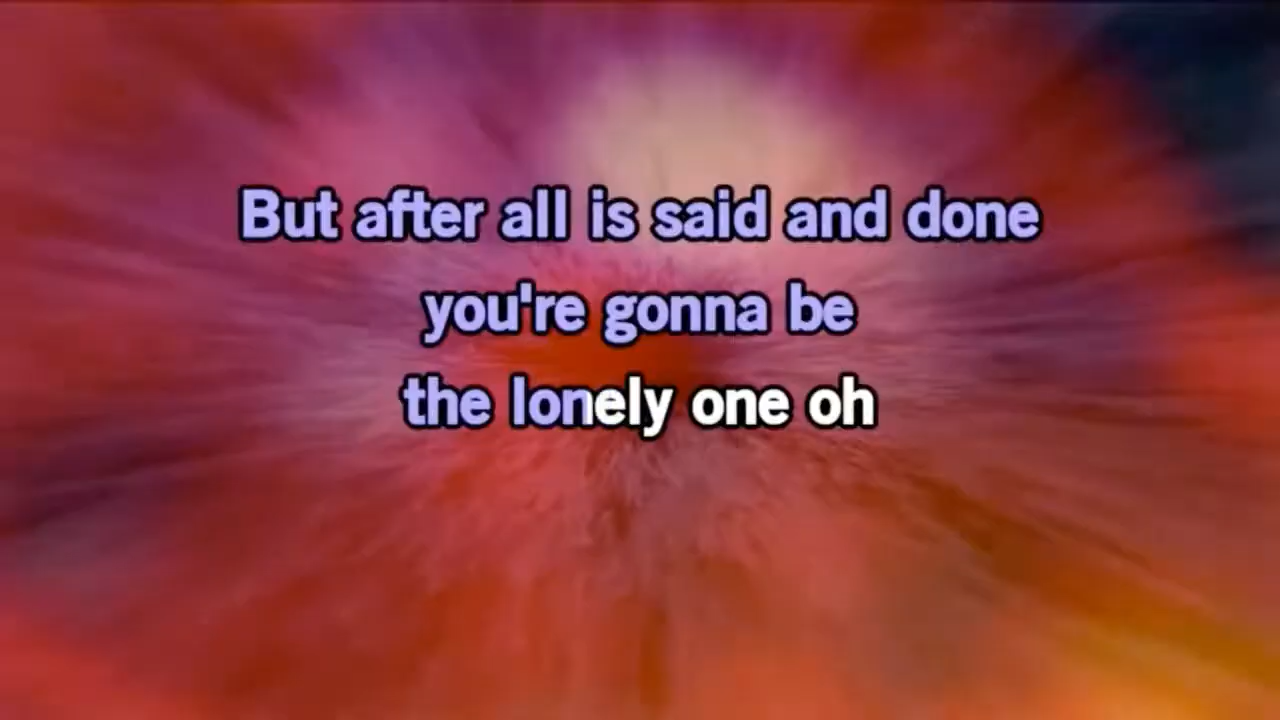 But after all is said and done
you're gonna be
the lonely one oh